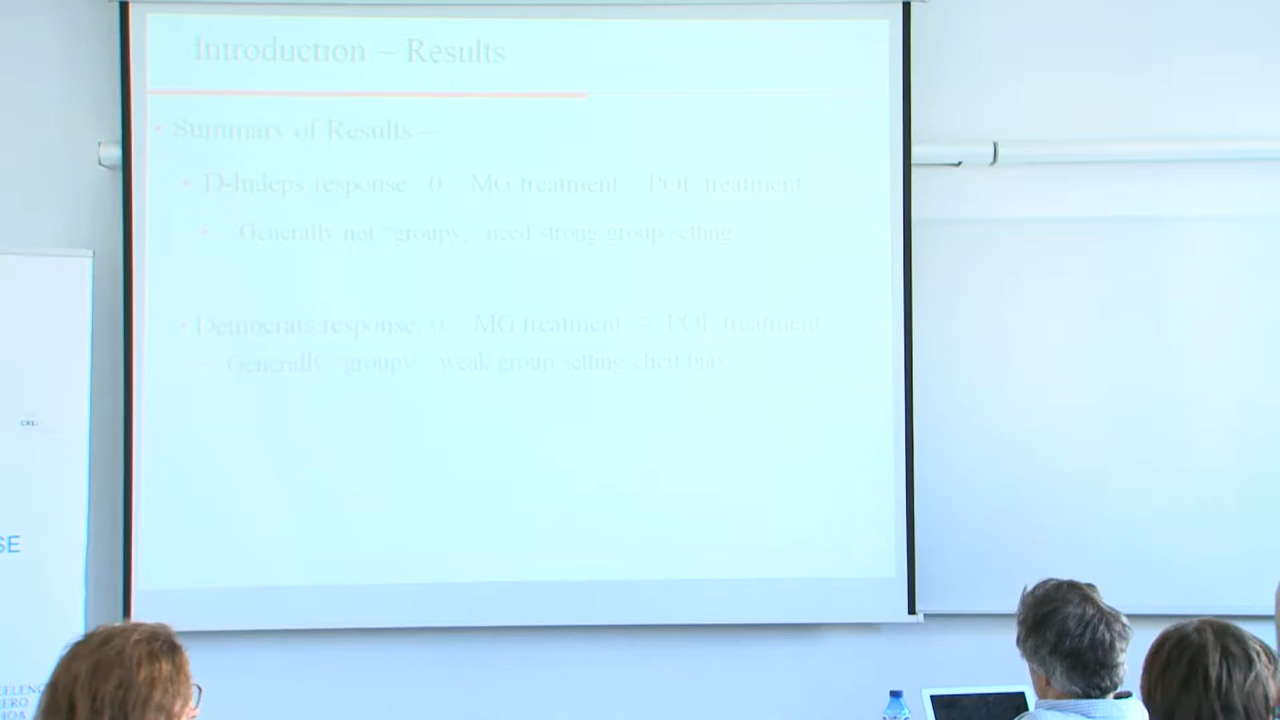 Introduction – Results
• Summary of Results –
• D-Indeps response 0 MG treatment POL treatment
• Generally not "groupy," need strong group setting
• Democrats response, 0 MG treatment ≈ POL treatment
Generally "groupy" weak group setting elicit bias
CREi
SE